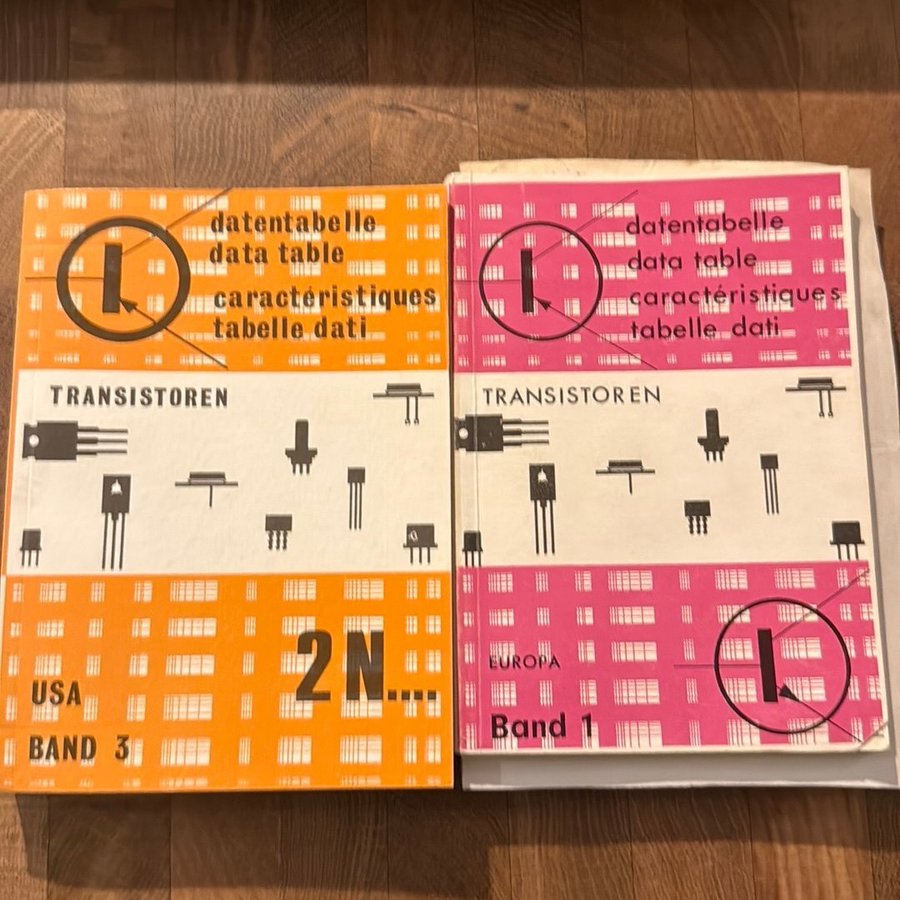 datentabelle
data table
caractéristiques
tabelle dati
TRANSISTOREN
2N....
USA
BAND 3
datentabelle
data table
caractéristiques
tabelle dati
TRANSISTOREN
EUROPA
Band 1